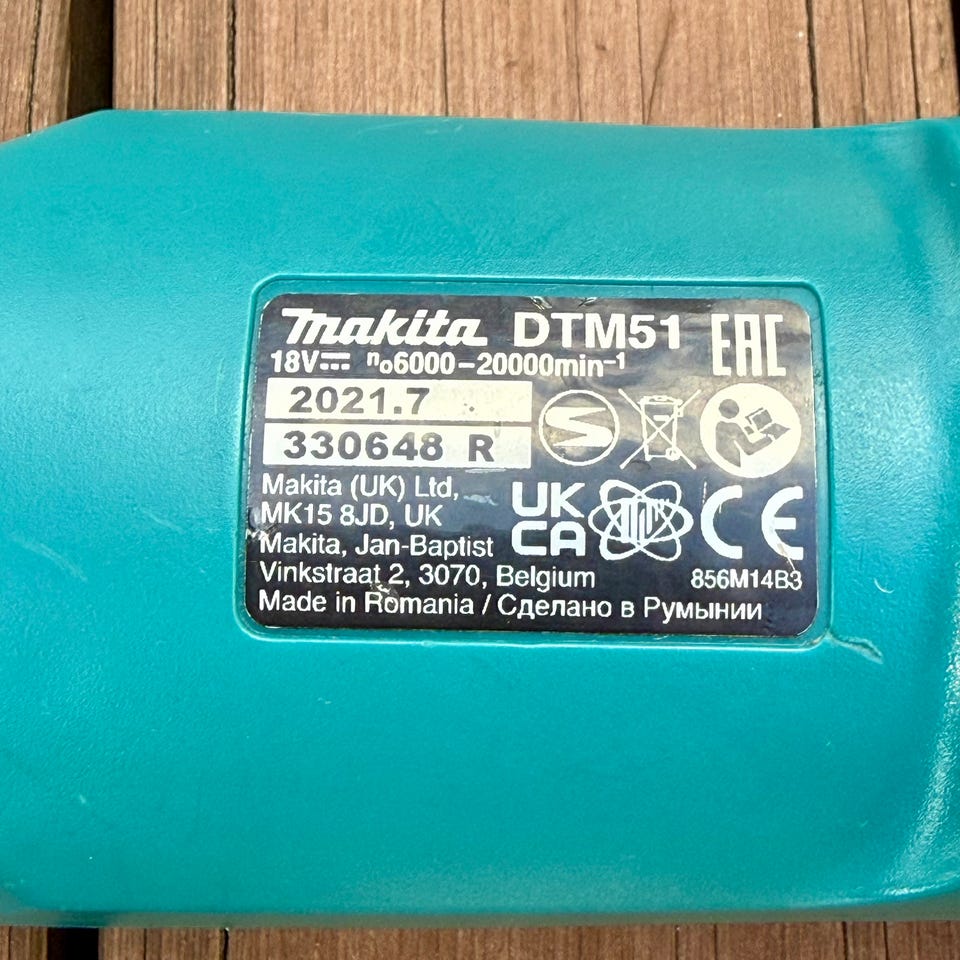 makita DTM51 EAC
18V⎓ n₀6000-20000min⁻¹
2021.7
330648 R
Makita (UK) Ltd,
MK15 8JD, UK
UK
CA
CE
Makita, Jan-Baptist
Vinkstraat 2, 3070, Belgium
856M14B3
Made in Romania / Сделано в Румынии